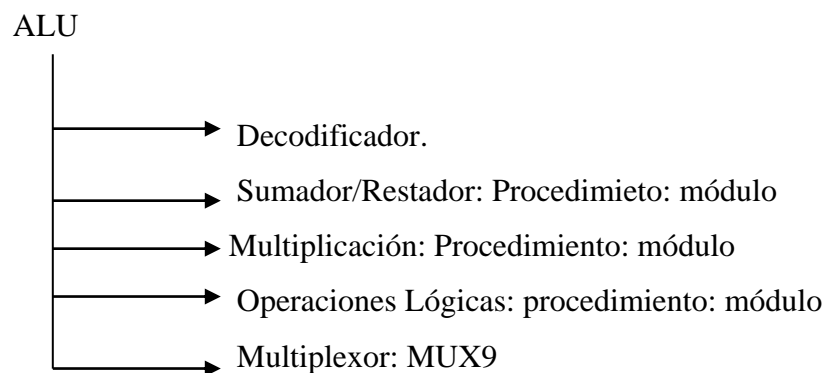 ALU
Decodificador.
Sumador/Restador: Procedimieto: módulo
Multiplicación: Procedimiento: módulo
Operaciones Lógicas: procedimiento: módulo
Multiplexor: MUX9